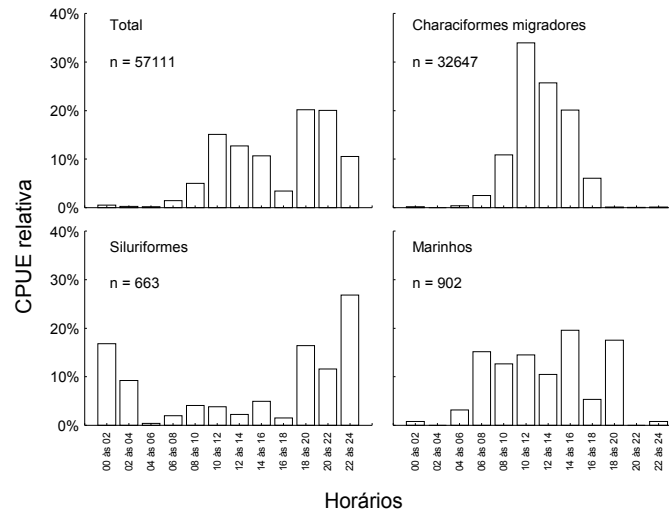 40%
30%
20%
10%
0%
Total
n = 57111
Characiformes migradores
n = 32647
CPUE relativa
40%
30%
20%
10%
0%
Siluriformes
n = 663
Marinhos
n = 902
00 às 02
02 às 04
04 às 06
06 às 08
08 às 10
10 às 12
12 às 14
14 às 16
16 às 18
18 às 20
20 às 22
22 às 24
00 às 02
02 às 04
04 às 06
06 às 08
08 às 10
10 às 12
12 às 14
14 às 16
16 às 18
18 às 20
20 às 22
22 às 24
Horários